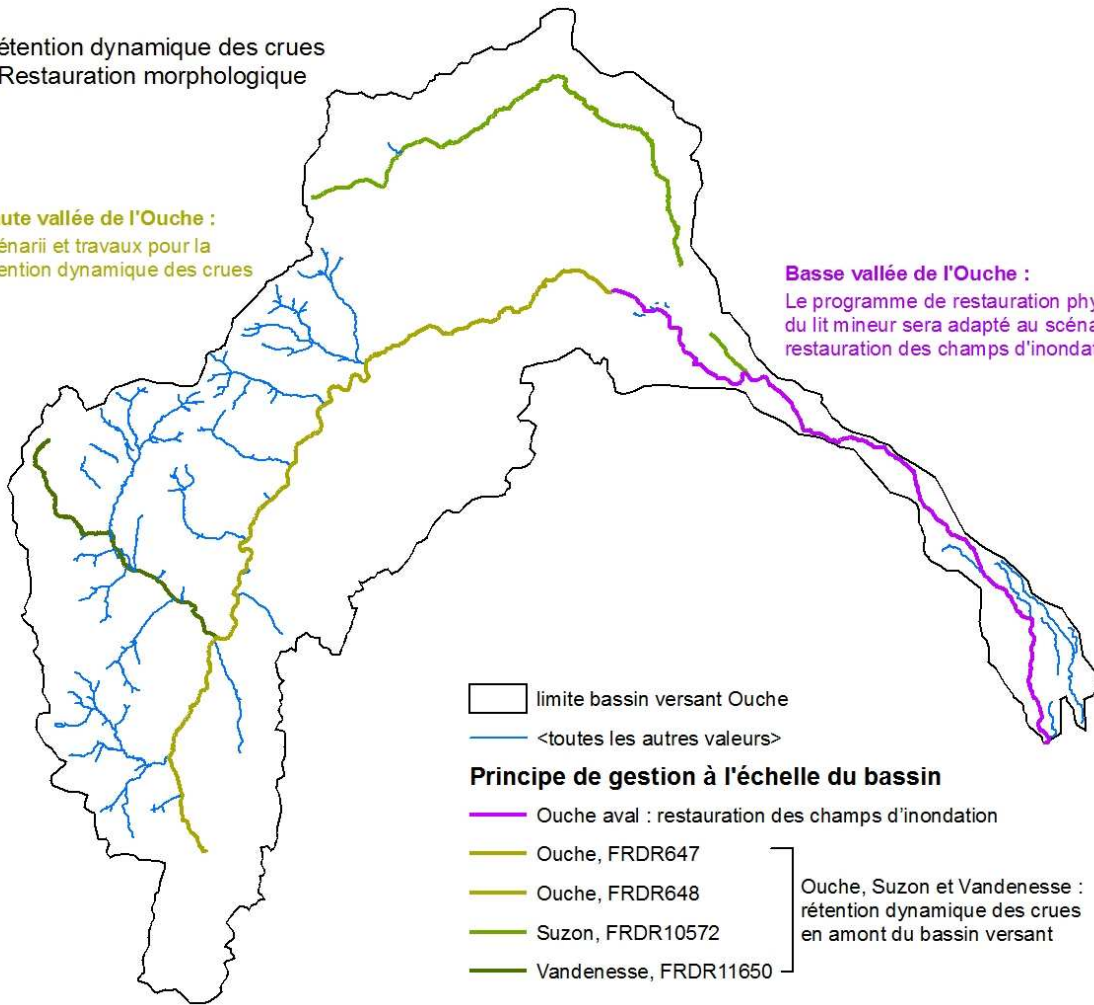 étention dynamique des crues
Restauration morphologique
ute vallée de l'Ouche :
énarii et travaux pour la
ention dynamique des crues
Basse vallée de l'Ouche :
Le programme de restauration phy
du lit mineur sera adapté au scéna
restauration des champs d'inondat
limite bassin versant Ouche
<toutes les autres valeurs>
Principe de gestion à l'échelle du bassin
Ouche aval : restauration des champs d'inondation
Ouche, FRDR647
Ouche, FRDR648
Suzon, FRDR10572
Vandenesse, FRDR11650
Ouche, Suzon et Vandenesse :
rétention dynamique des crues
en amont du bassin versant